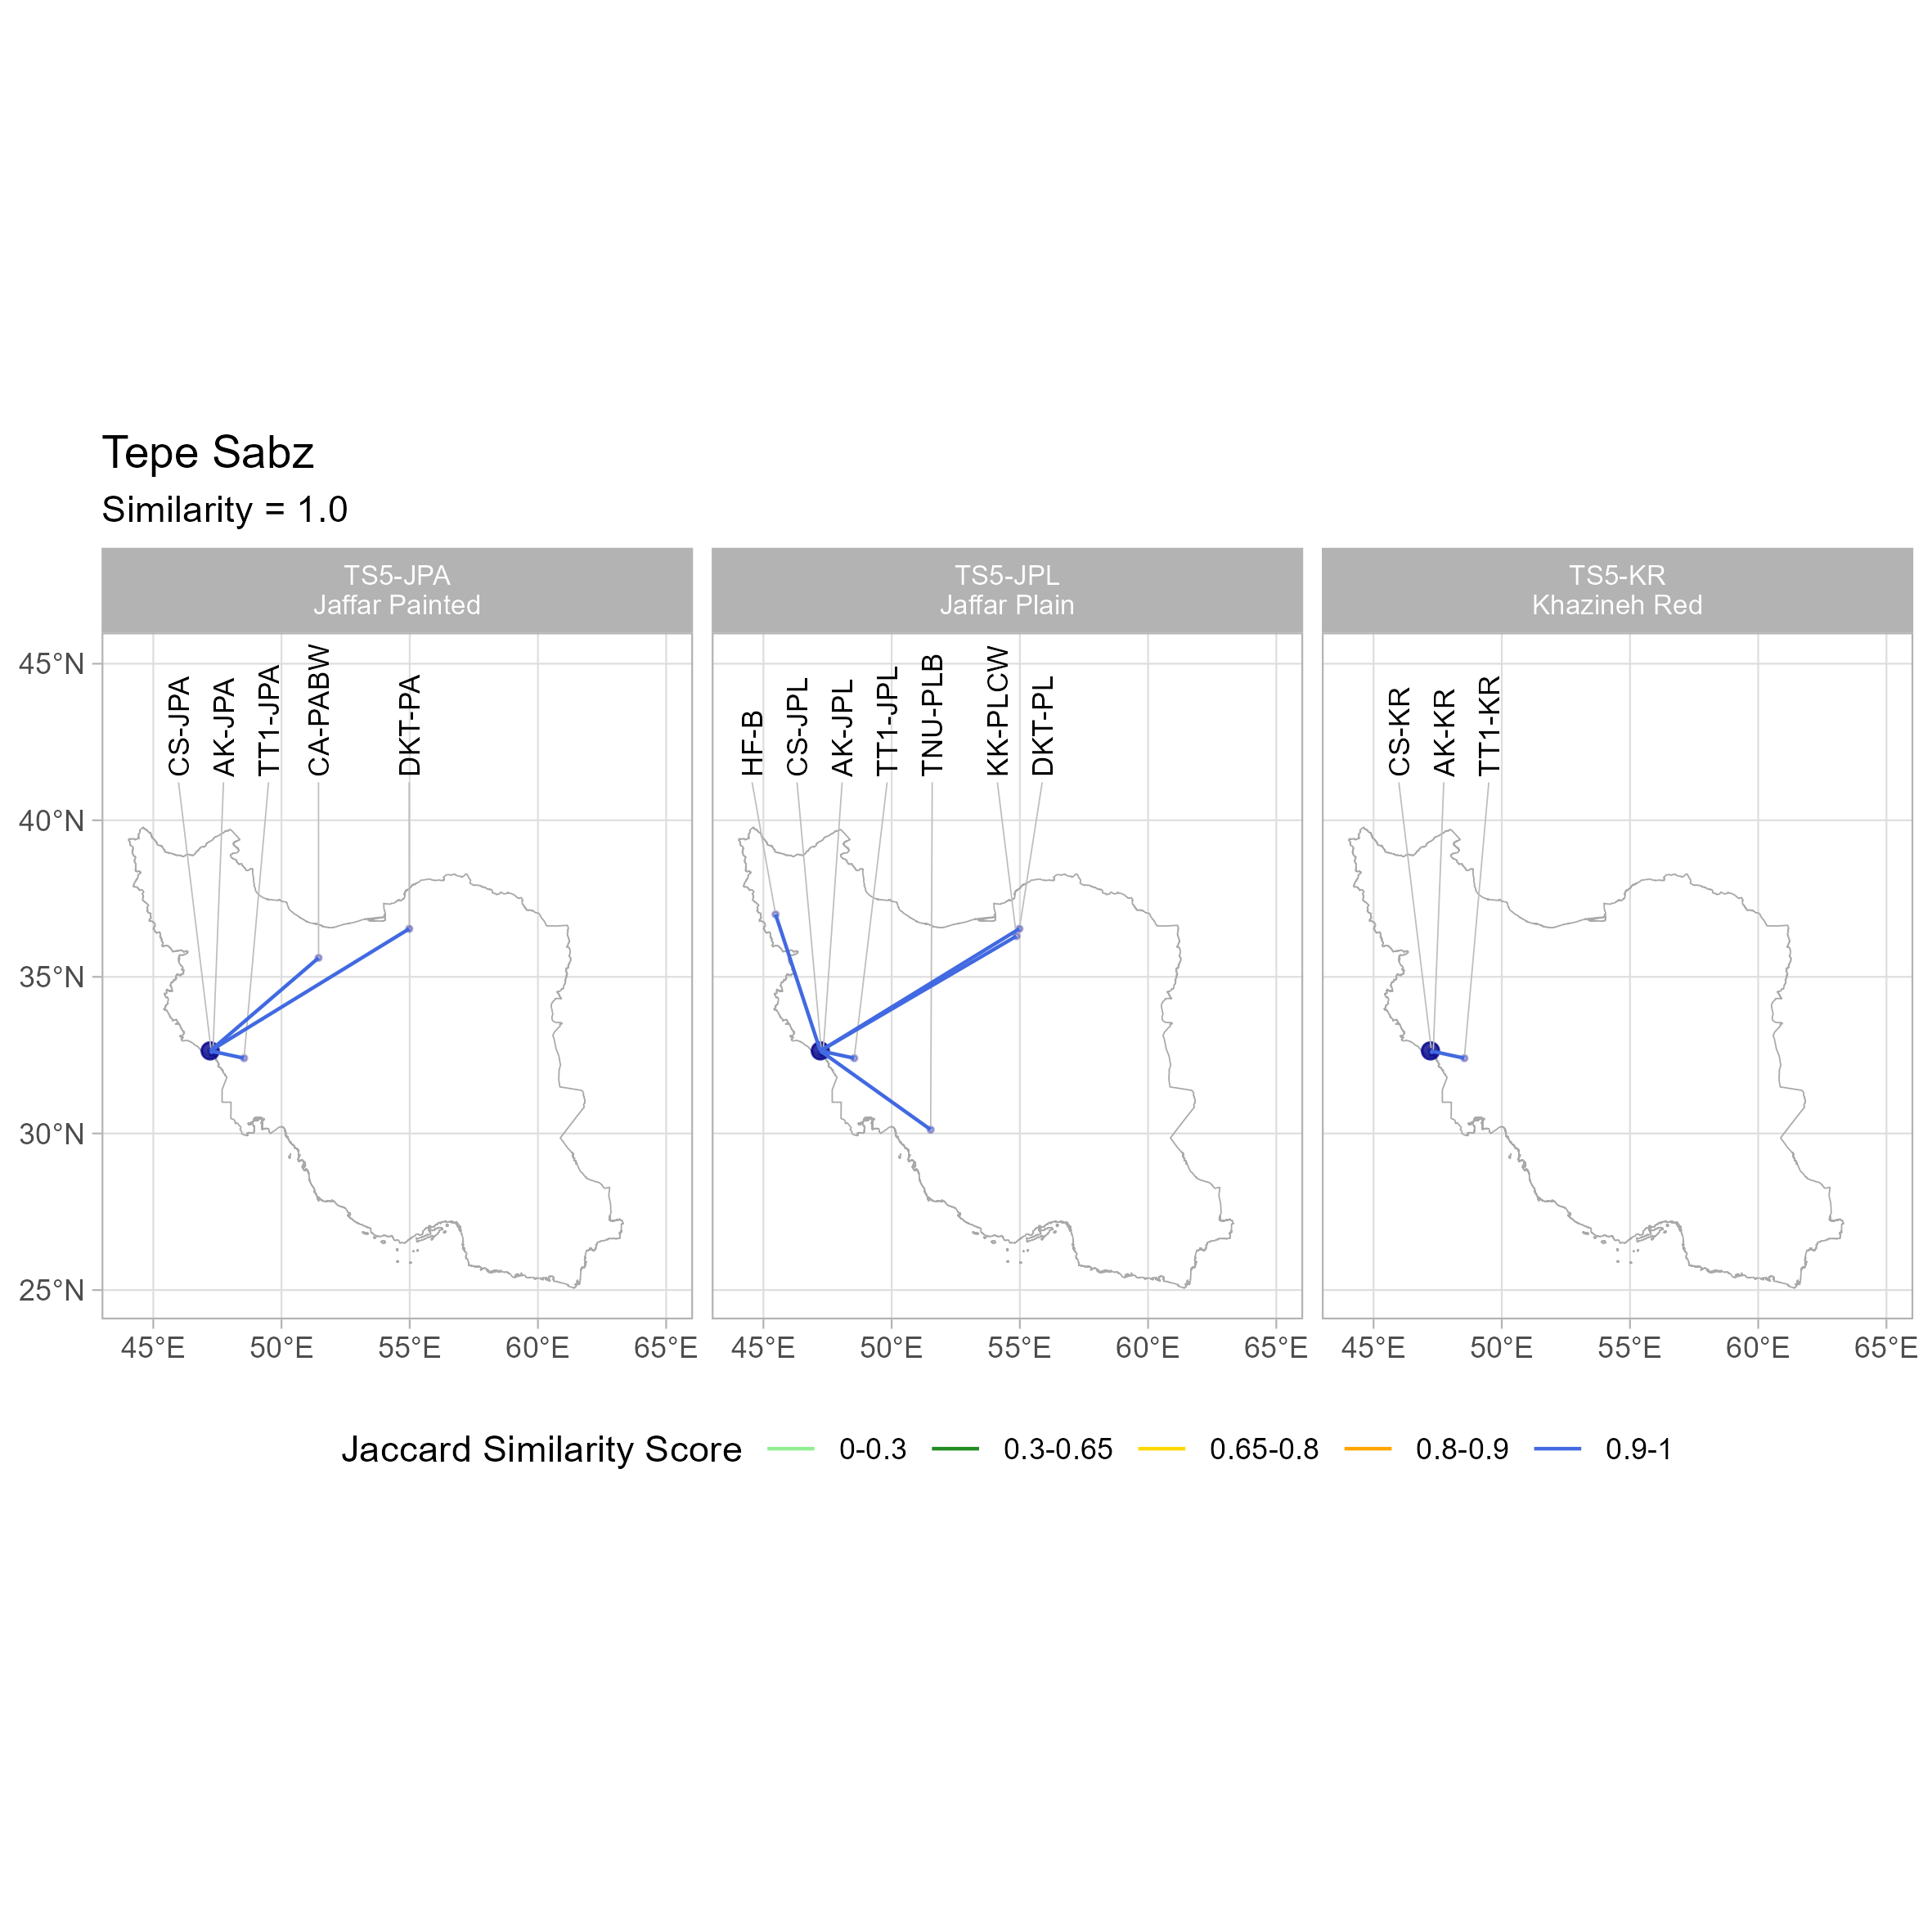 Tepe Sabz
Similarity = 1.0
TS5-JPA
Jaffar Painted
TS5-JPL
Jaffar Plain
TS5-KR
Khazineh Red
45°N
40°N
35°N
30°N
25°N
CS-JPA
AK-JPA
TT1-JPA
CA-PABW
DKT-PA
HF-B
CS-JPL
AK-JPL
TT1-JPL
TNU-PLB
KK-PLCW
DKT-PL
CS-KR
AK-KR
TT1-KR
45°E 50°E 55°E 60°E 65°E
45°E 50°E 55°E 60°E 65°E
45°E 50°E 55°E 60°E 65°E
Jaccard Similarity Score 0-0.3 0.3-0.65 0.65-0.8 0.8-0.9 0.9-1